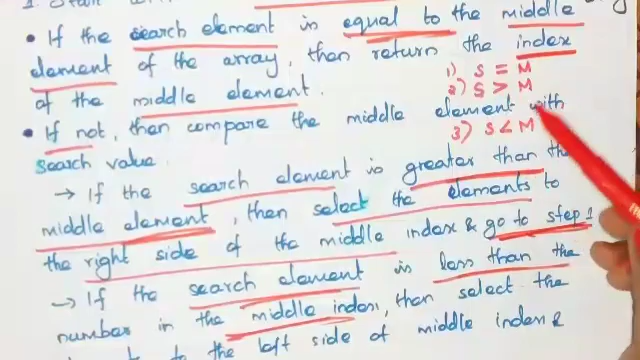 1. Start
• If the search element is equal to the middle
element of the array, then return the index
of the middle element.
1) S = M
2) S > M
• If not, then compare the middle element with
3) S < M
search value.
→ If the search element is greater than the
middle element, then select the elements to
the right side of the middle index & go to step 1
→ If the search element is less than the
number in the middle index, then select the
to the left side of middle index &